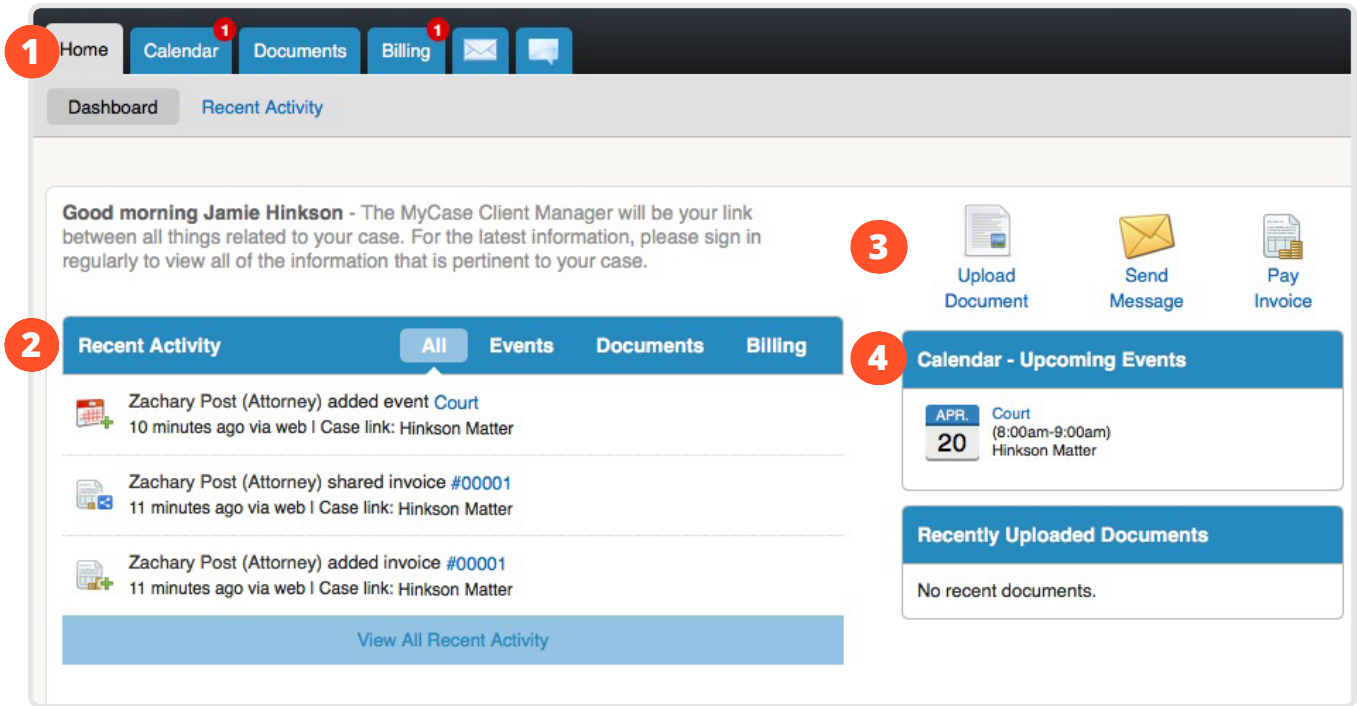 1
Home
Calendar
1
Documents
Billing
1
Dashboard
Recent Activity
Good morning Jamie Hinkson - The MyCase Client Manager will be your link
between all things related to your case. For the latest information, please sign in
regularly to view all of the information that is pertinent to your case.
2
Recent Activity
All
Events
Documents
Billing
Zachary Post (Attorney) added event Court
10 minutes ago via web | Case link: Hinkson Matter
Zachary Post (Attorney) shared invoice #00001
11 minutes ago via web | Case link: Hinkson Matter
Zachary Post (Attorney) added invoice #00001
11 minutes ago via web | Case link: Hinkson Matter
View All Recent Activity
3
Upload
Document
Send
Message
Pay
Invoice
4
Calendar - Upcoming Events
APR.
20
Court
(8:00am-9:00am)
Hinkson Matter
Recently Uploaded Documents
No recent documents.